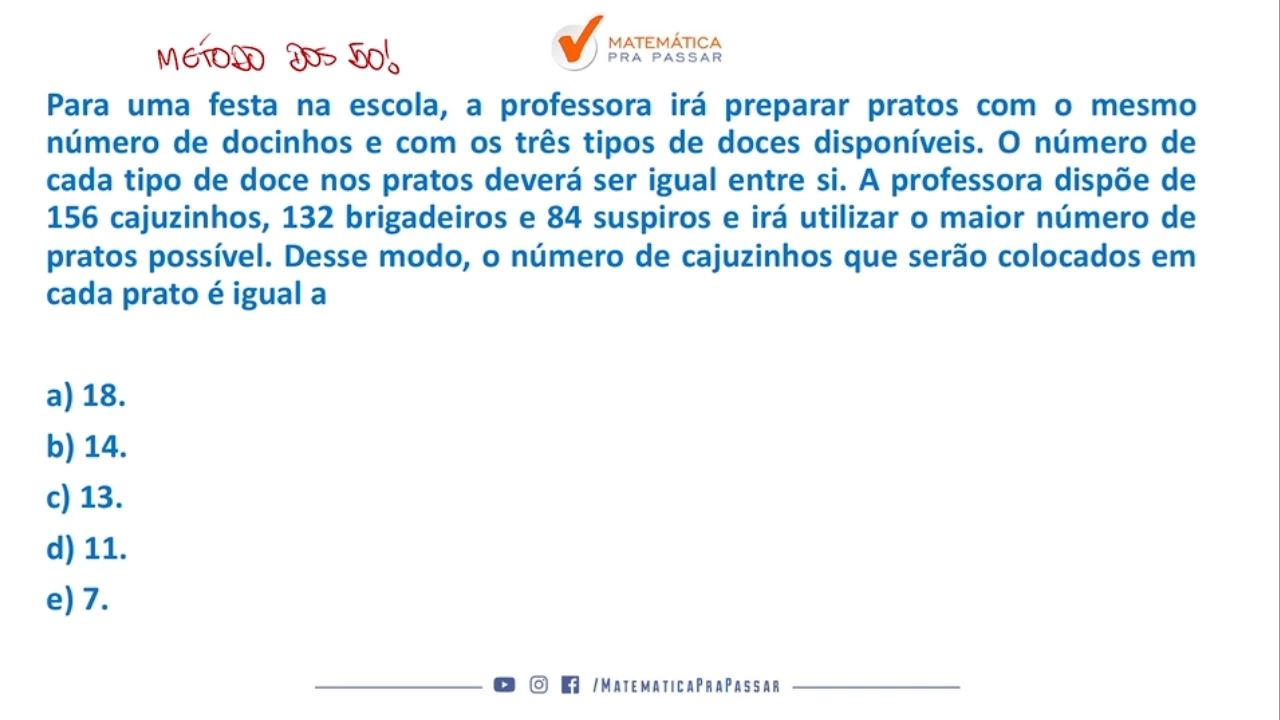 MÉTODO DOS 50!
MATEMÁTICA
PRA PASSAR
Para uma festa na escola, a professora irá preparar pratos com o mesmo
número de docinhos e com os três tipos de doces disponíveis. O número de
cada tipo de doce nos pratos deverá ser igual entre si. A professora dispõe de
156 cajuzinhos, 132 brigadeiros e 84 suspiros e irá utilizar o maior número de
pratos possível. Desse modo, o número de cajuzinhos que serão colocados em
cada prato é igual a
a) 18.
b) 14.
c) 13.
d) 11.
e) 7.
/MATEMATICAPRAPASSAR